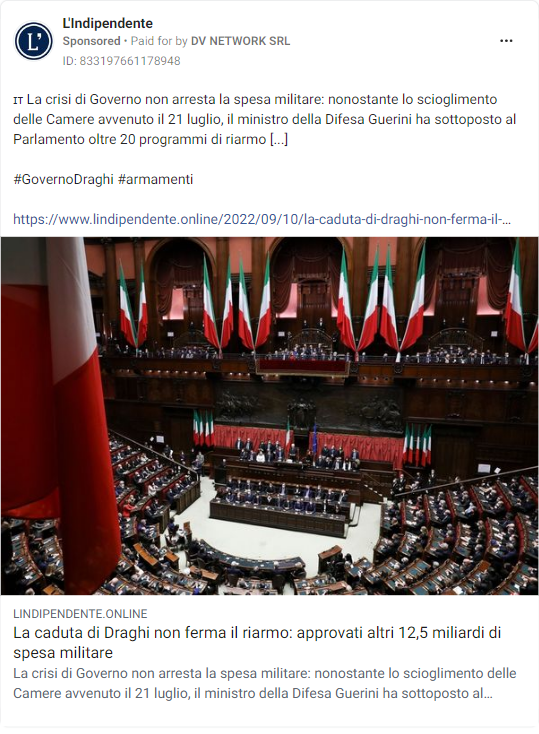 L'Indipendente
Sponsored • Paid for by DV NETWORK SRL
ID: 833197661178948
L'
IT La crisi di Governo non arresta la spesa militare: nonostante lo scioglimento
delle Camere avvenuto il 21 luglio, il ministro della Difesa Guerini ha sottoposto al
Parlamento oltre 20 programmi di riarmo [...]
#GovernoDraghi #armamenti
https://www.lindipendente.online/2022/09/10/la-caduta-di-draghi-non-ferma-il-...
LINDIPENDENTE.ONLINE
La caduta di Draghi non ferma il riarmo: approvati altri 12,5 miliardi di
spesa militare
La crisi di Governo non arresta la spesa militare: nonostante lo scioglimento delle
Camere avvenuto il 21 luglio, il ministro della Difesa Guerini ha sottoposto al...